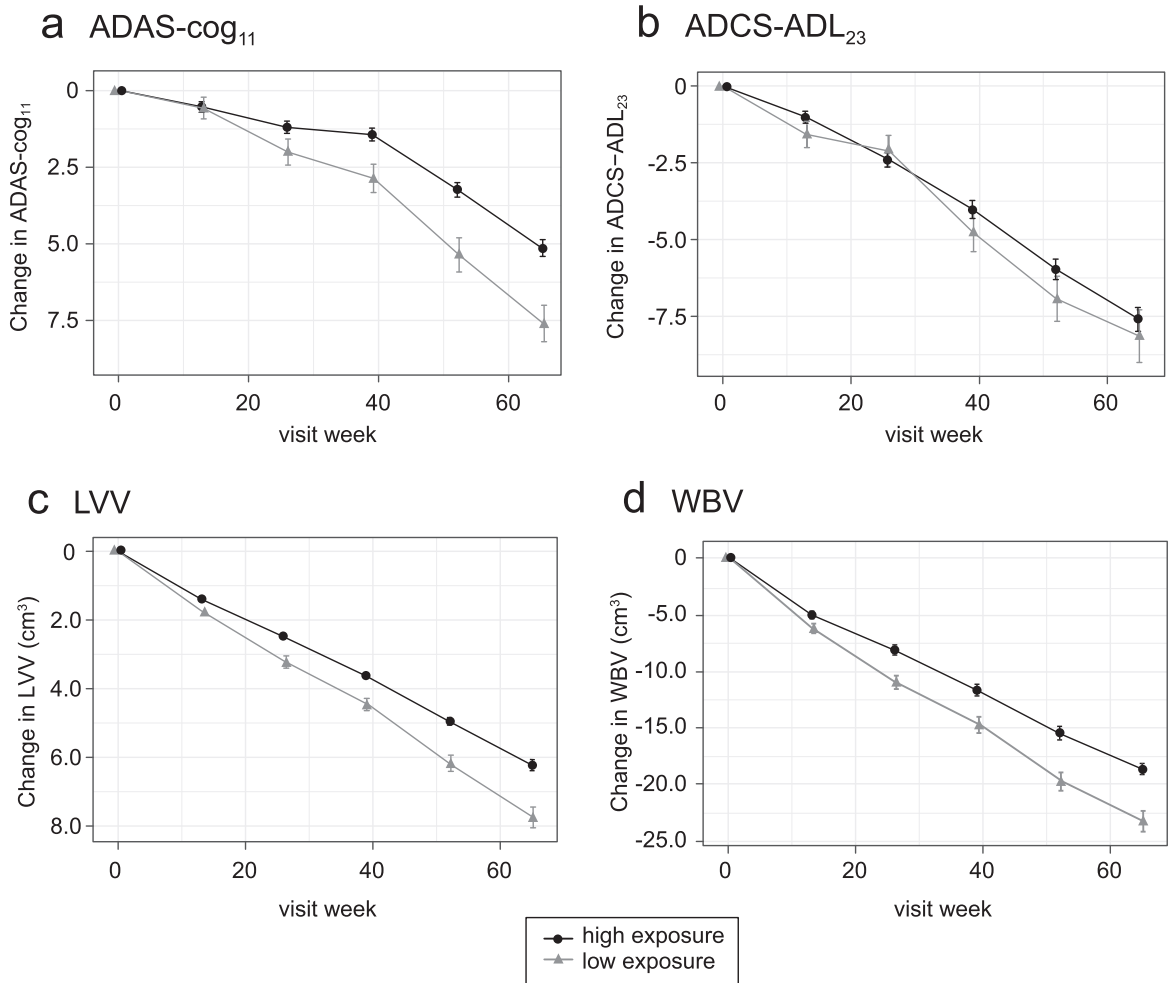 a ADAS-cog₁₁
Change in ADAS-cog₁₁
0
2.5
5.0
7.5
0 20 40 60
visit week
b ADCS-ADL₂₃
Change in ADCS−ADL₂₃
0
-2.5
-5.0
-7.5
0 20 40 60
visit week
c LVV
Change in LVV (cm³)
0
2.0
4.0
6.0
8.0
0 20 40 60
visit week
d WBV
Change in WBV (cm³)
0
-5.0
-10.0
-15.0
-20.0
-25.0
0 20 40 60
visit week
high exposure
low exposure